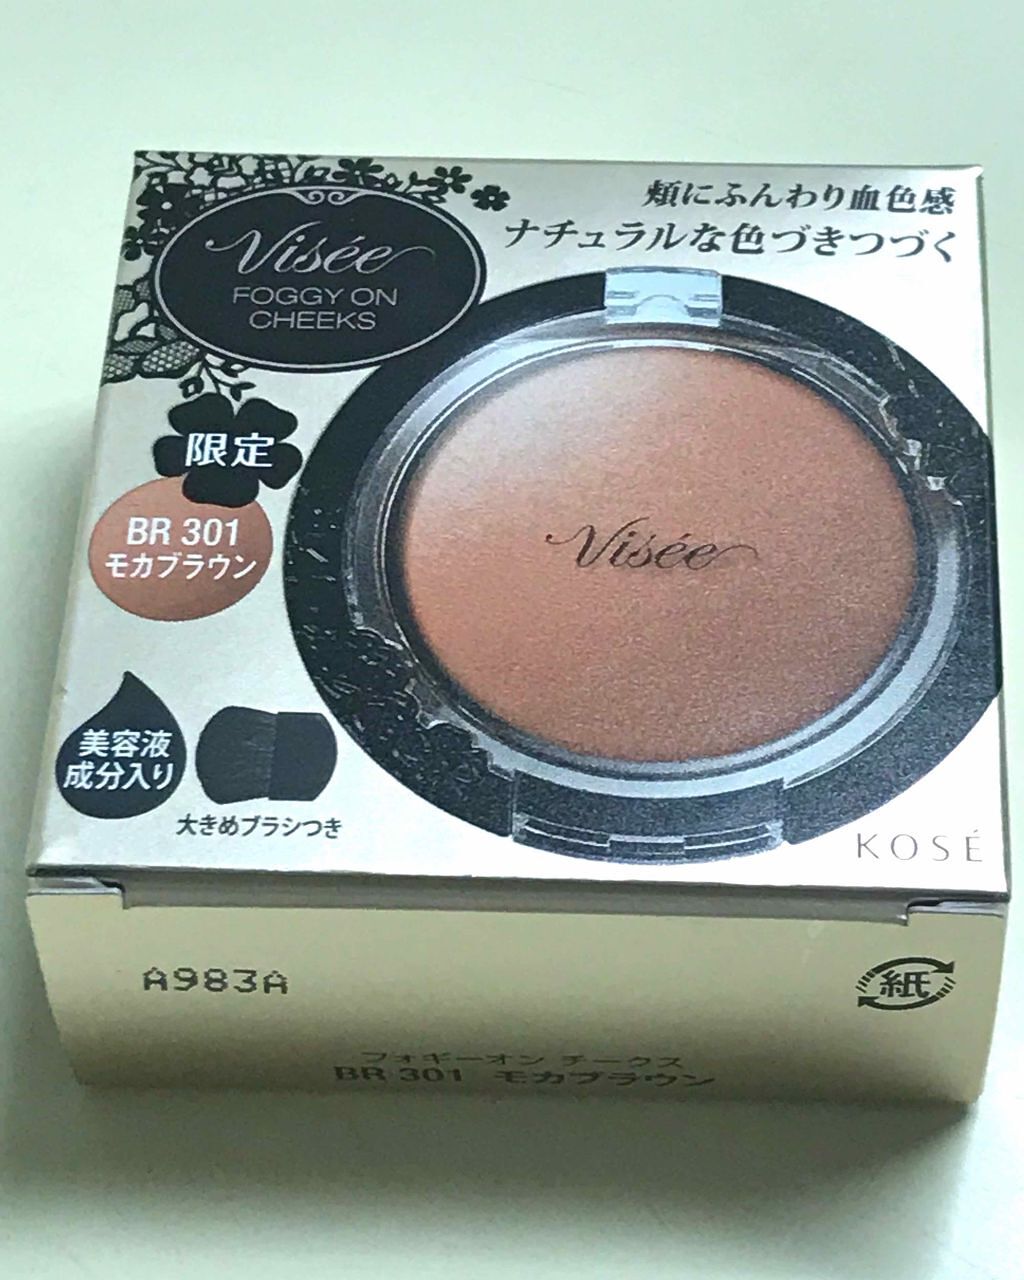 頬にふんわり血色感
ナチュラルな色づきつづく
Visée
FOGGY ON
CHEEKS
限定
BR 301
モカブラウン
Visée
美容液
成分入り
大きめブラシつき
KOSÉ
A983A
紙
フォギーオン チークス
BR 301 モカブラウン